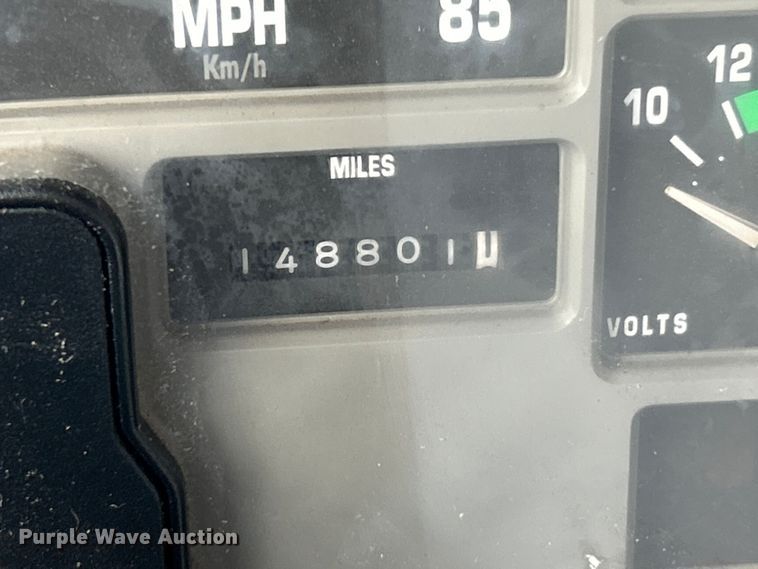 MPH 85
Km/h
10 12
MILES
148801
VOLTS
Purple Wave Auction